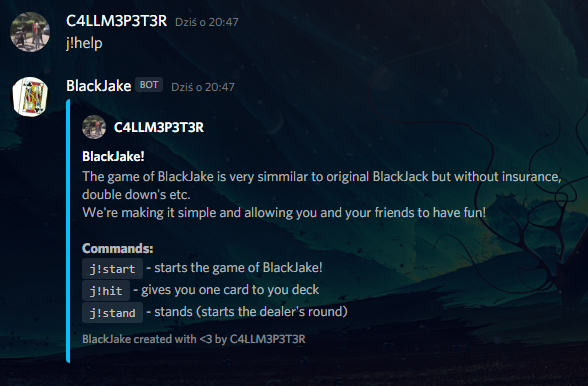 C4LLM3P3T3R Dziś o 20:47
j!help
BlackJake BOT Dziś o 20:47
C4LLM3P3T3R
BlackJake!
The game of BlackJake is very simmilar to original BlackJack but without insurance,
double down's etc.
We're making it simple and allowing you and your friends to have fun!
Commands:
j!start - starts the game of BlackJake!
j!hit - gives you one card to you deck
j!stand - stands (starts the dealer's round)
BlackJake created with <3 by C4LLM3P3T3R